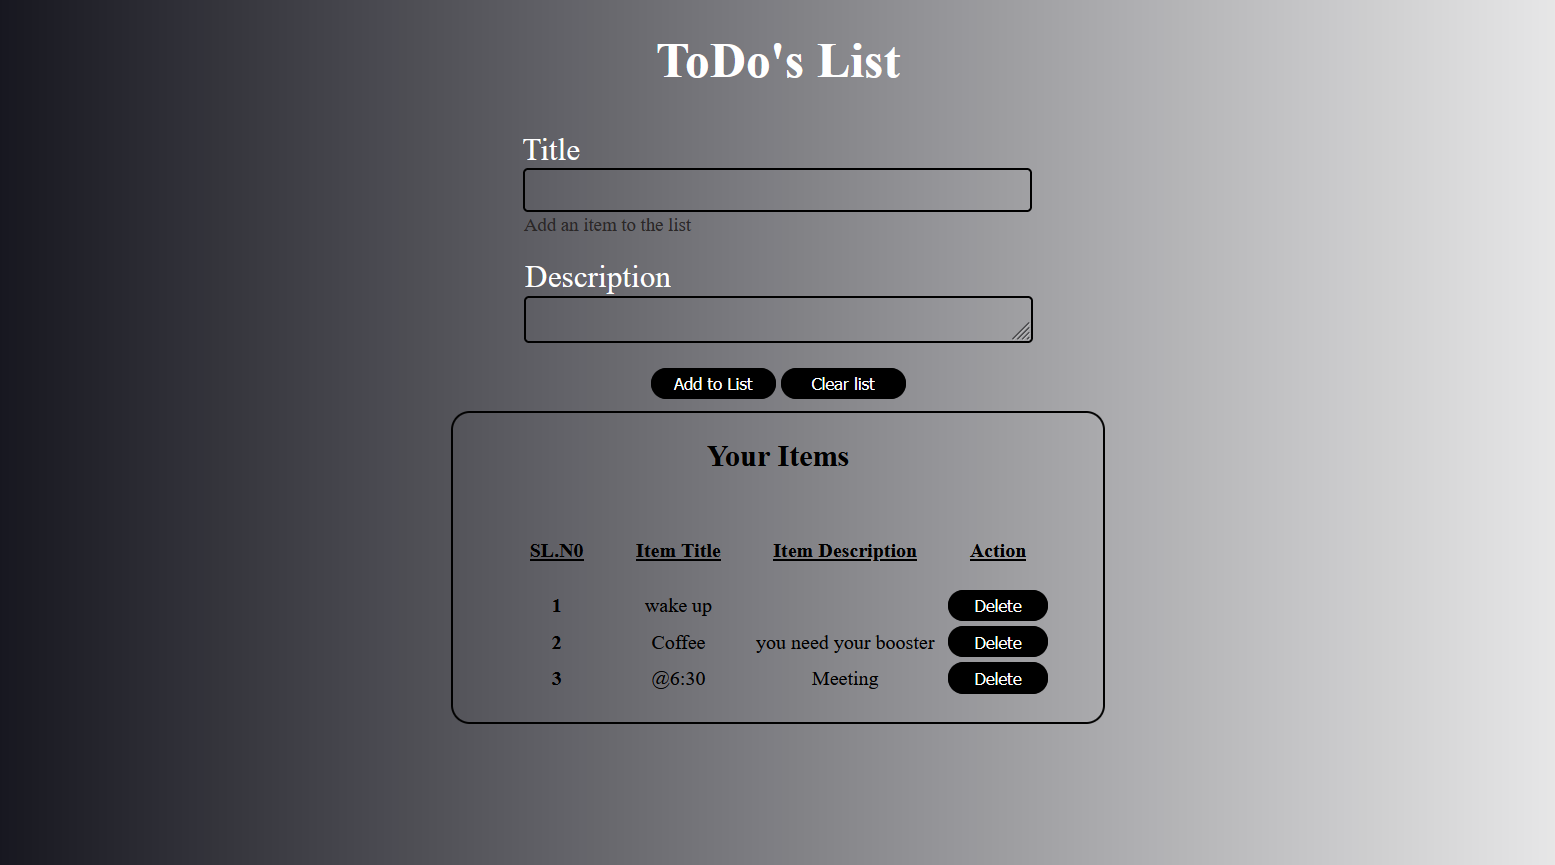 ToDo's List
Title
Add an item to the list
Description
Add to List Clear list
Your Items
SL.N0 Item Title Item Description Action
1 wake up Delete
2 Coffee you need your booster Delete
3 @6:30 Meeting Delete